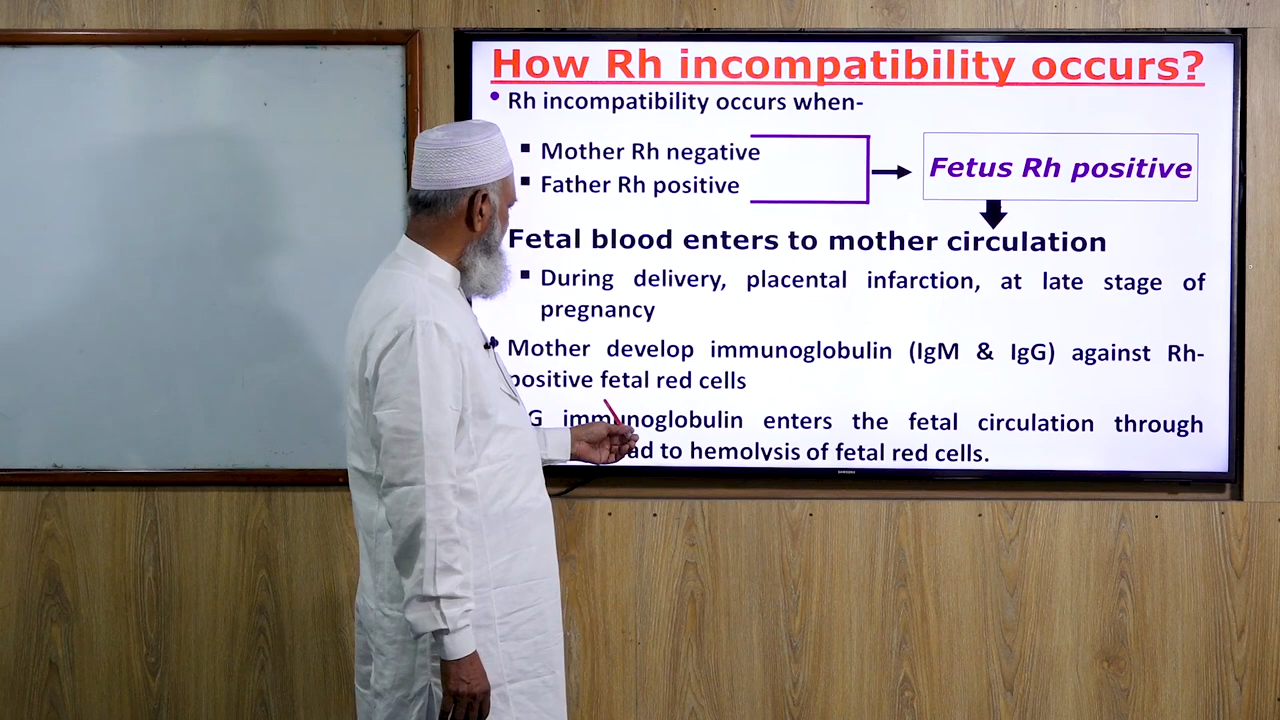 How Rh incompatibility occurs?
• Rh incompatibility occurs when-
▪ Mother Rh negative
▪ Father Rh positive
Fetus Rh positive
Fetal blood enters to mother circulation
▪ During delivery, placental infarction, at late stage of
pregnancy
Mother develop immunoglobulin (IgM & IgG) against Rh-
positive fetal red cells
immunoglobulin enters the fetal circulation through
to hemolysis of fetal red cells.
SAMSUNG